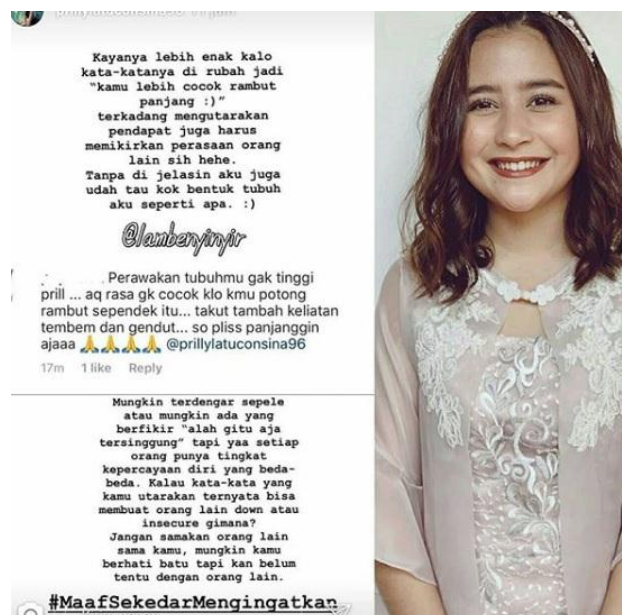 prillylatuconsina96 11 jam
Kayanya lebih enak kalo
kata-katanya di rubah jadi
“kamu lebih cocok rambut
panjang :)”
terkadang mengutarakan
pendapat juga harus
memikirkan perasaan orang
lain sih hehe.
Tanpa di jelasin aku juga
udah tau kok bentuk tubuh
aku seperti apa. :)
@lambenyinyir
Perawakan tubuhmu gak tinggi
prill ... aq rasa gk cocok klo kmu potong
rambut sependek itu... takut tambah keliatan
tembem dan gendut... so pliss panjanggin
ajaaa 🙏🙏🙏🙏 @prillylatuconsina96
17m 1 like Reply
Mungkin terdengar sepele
atau mungkin ada yang
berfikir “alah gitu aja
tersinggung” tapi yaa setiap
orang punya tingkat
kepercayaan diri yang beda-
beda. Kalau kata-kata yang
kamu utarakan ternyata bisa
membuat orang lain down atau
insecure gimana?
Jangan samakan orang lain
sama kamu, mungkin kamu
berhati batu tapi kan belum
tentu dengan orang lain.
#MaafSekedarMengingatkan